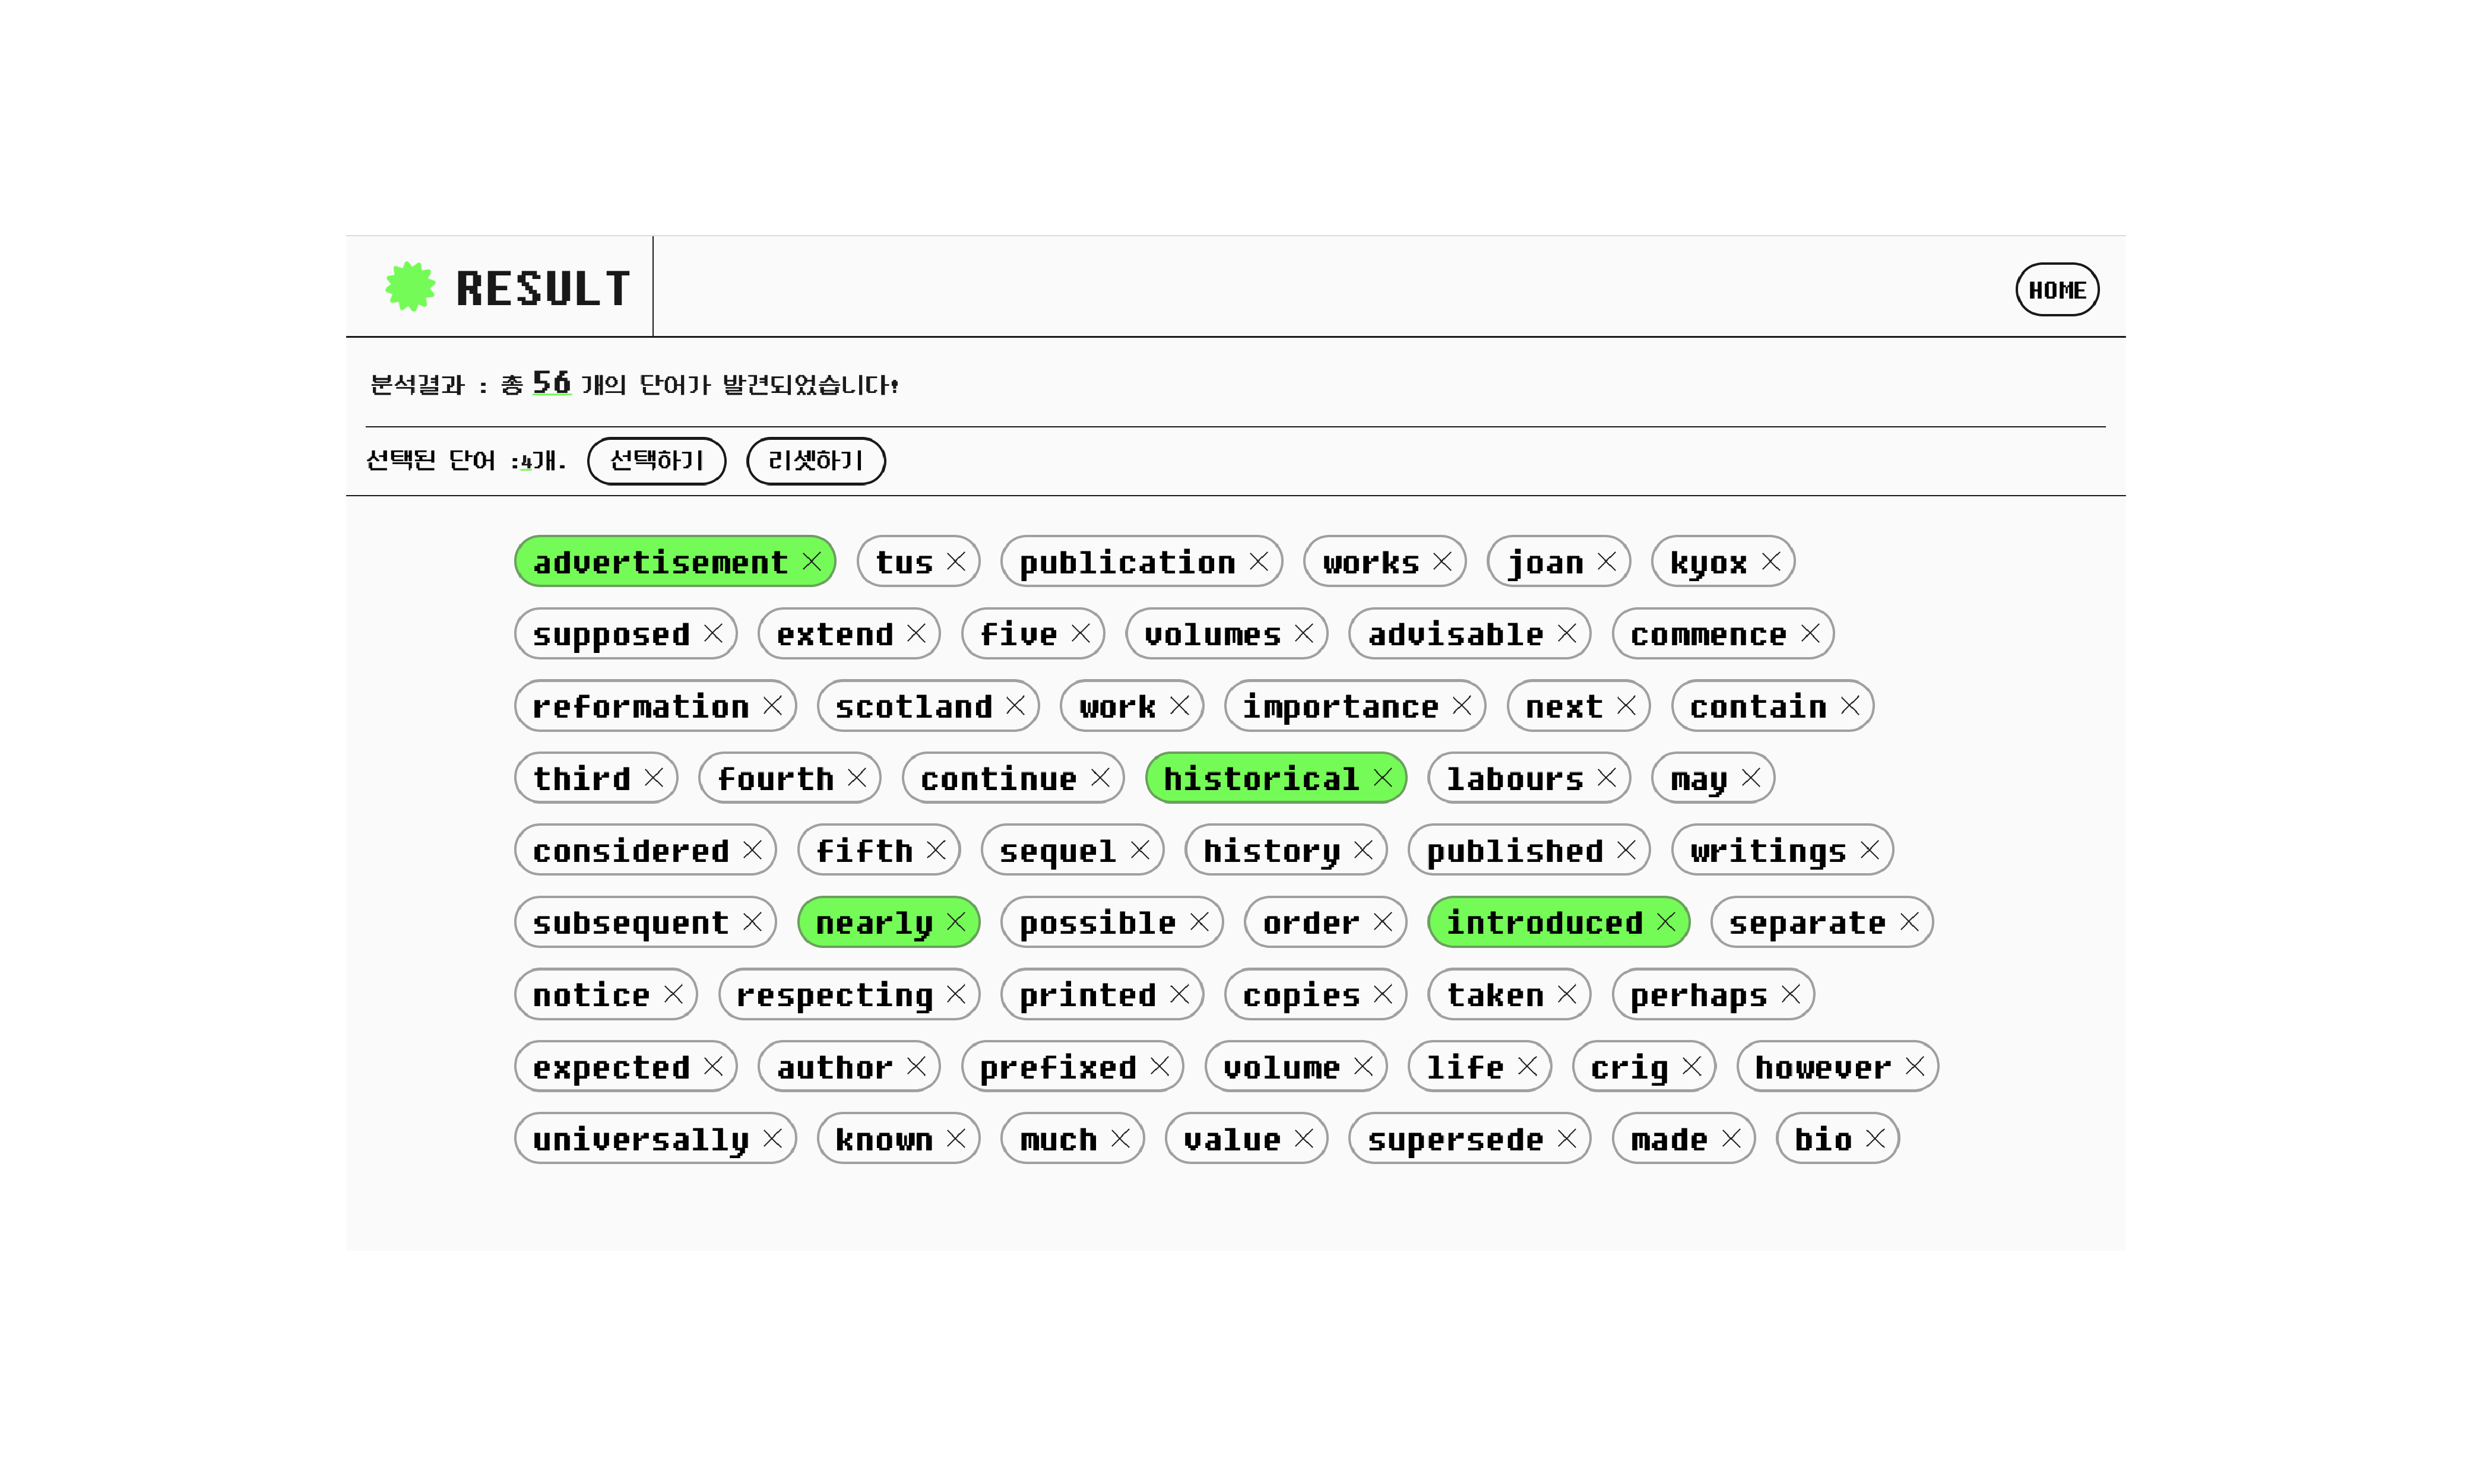 RESULT
HOME
분석결과 : 총 56 개의 단어가 발견되었습니다!
선택된 단어 :4개. 선택하기 리셋하기
advertisement tus publication works joan kyox
supposed extend five volumes advisable commence
reformation scotland work importance next contain
third fourth continue historical labours may
considered fifth sequel history published writings
subsequent nearly possible order introduced separate
notice respecting printed copies taken perhaps
expected author prefixed volume life crig however
universally known much value supersede made bio